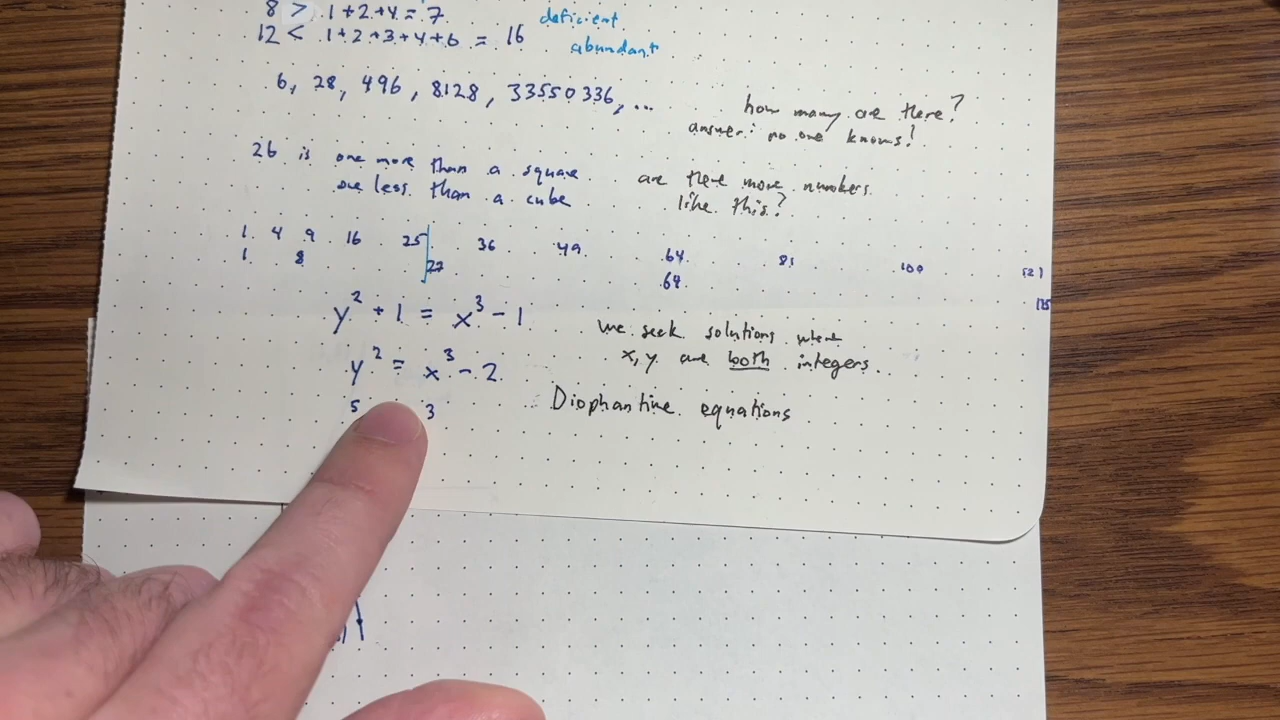 8 > 1+2+4 = 7 deficient
12 < 1+2+3+4+6 = 16 abundant
6, 28, 496, 8128, 33550336, ...
how many are there?
answer: no one knows!
26 is one more than a square
one less than a cube
are there more numbers
like this?
1 4 9 16 25 36 49 64 81 100 121
1 8 27 64 125
y² + 1 = x³ - 1
we seek solutions where
x, y are both integers.
y² = x³ - 2
5 3
Diophantine equations